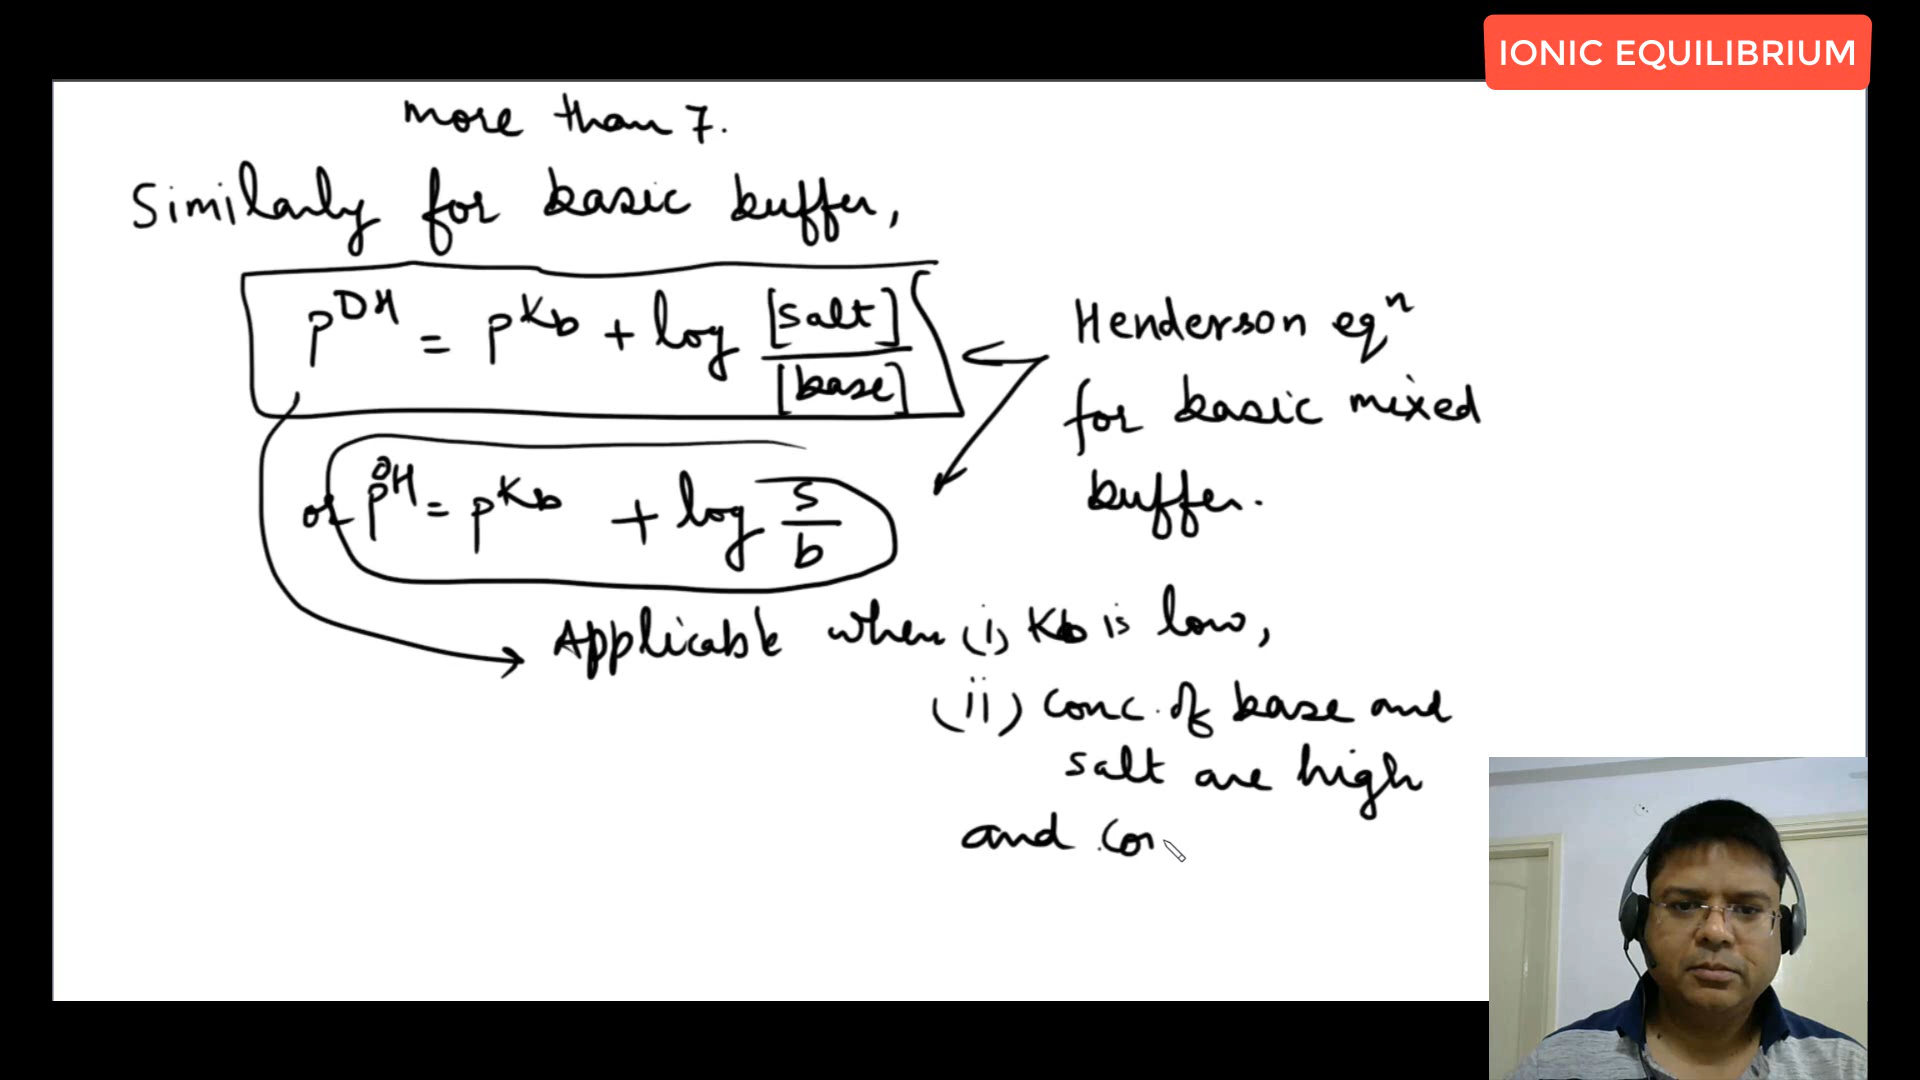 IONIC EQUILIBRIUM
more than 7.
Similarly for basic buffer,
pOH = pKb + log [salt]/[base]
Henderson eqn
for basic mixed
buffer.
or pOH = pKb + log s/b
Applicable when (i) Kb is low,
(ii) conc. of base and
salt are high
and con